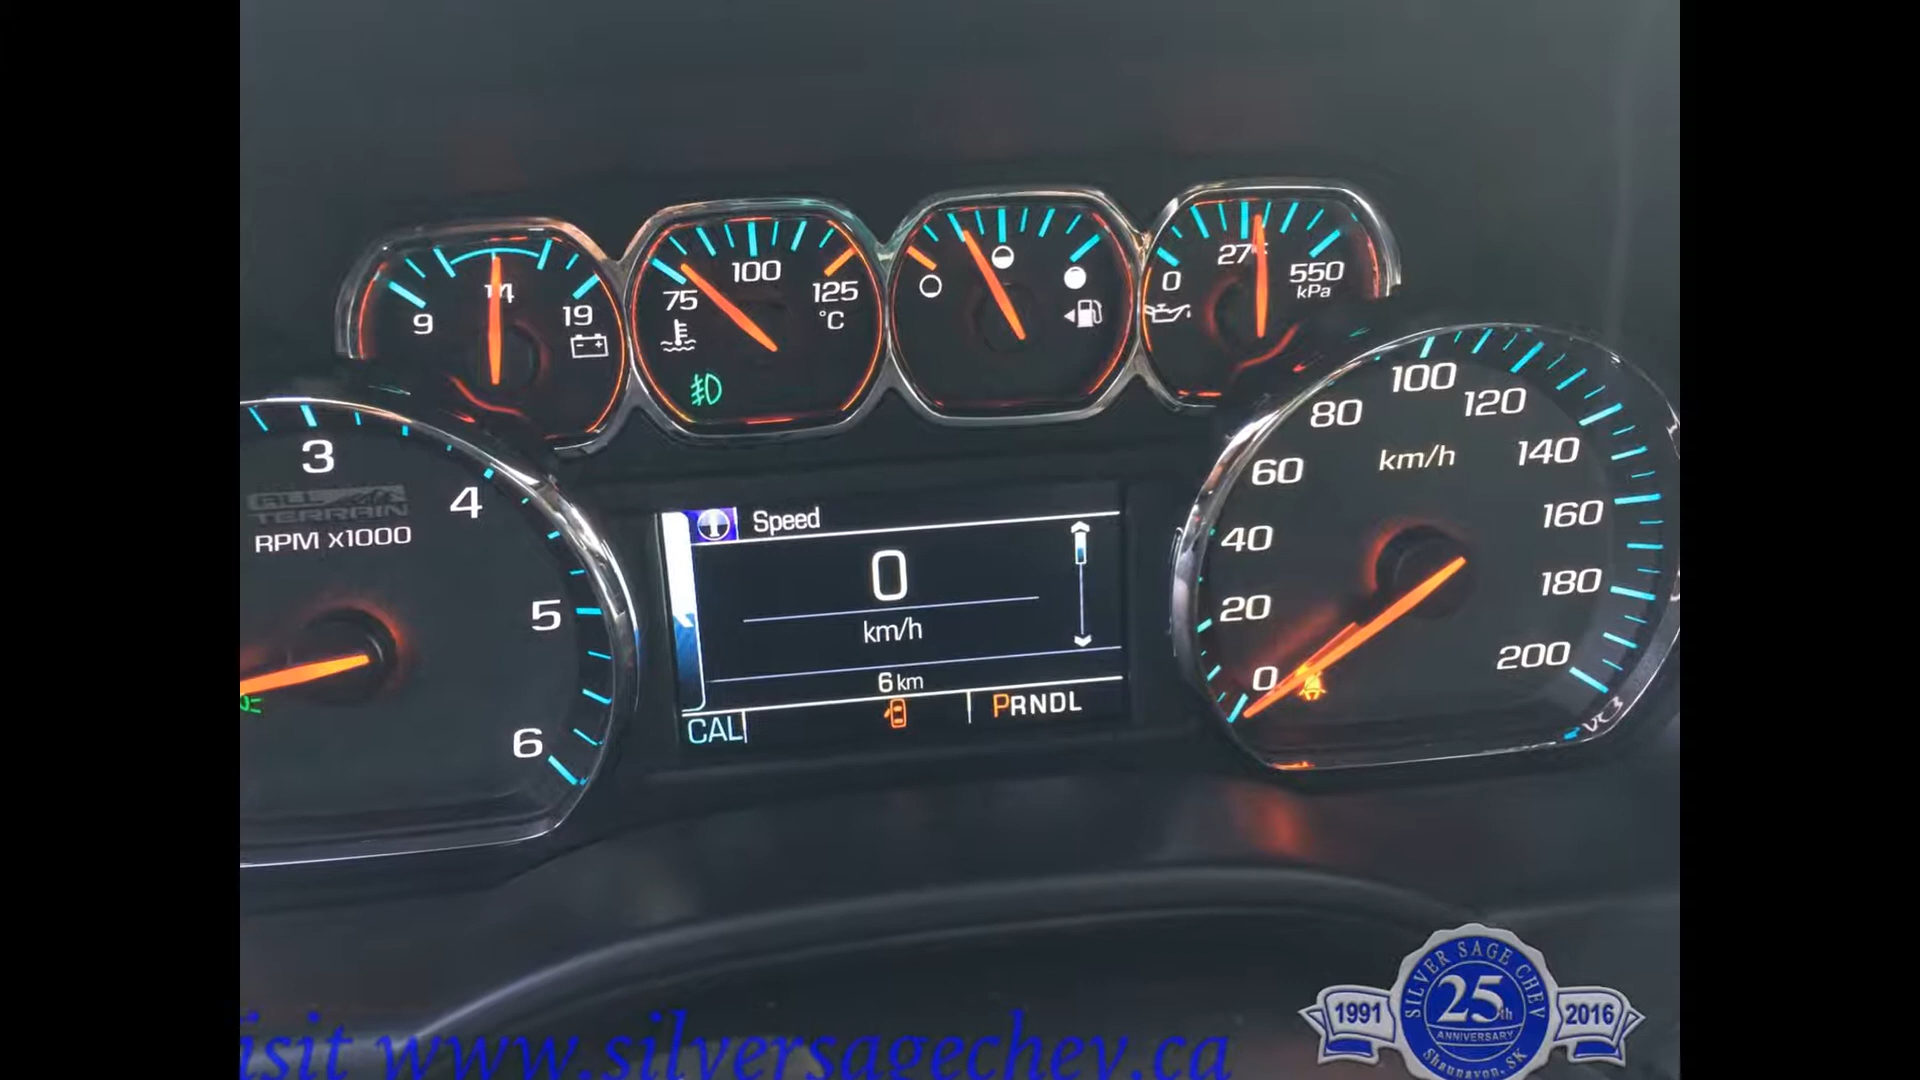 9
14
19
75
100
125
°C
0
550
kPa
3
4
5
6
ALL
TERRAIN
RPM x1000
Speed
0
km/h
6 km
CAL
PRNDL
0
20
40
60
80
100
120
140
160
180
200
km/h
isit www.silversagechev.ca
SILVER SAGE CHEV
1991
25th
2016
ANNIVERSARY
Shaunavon, SK